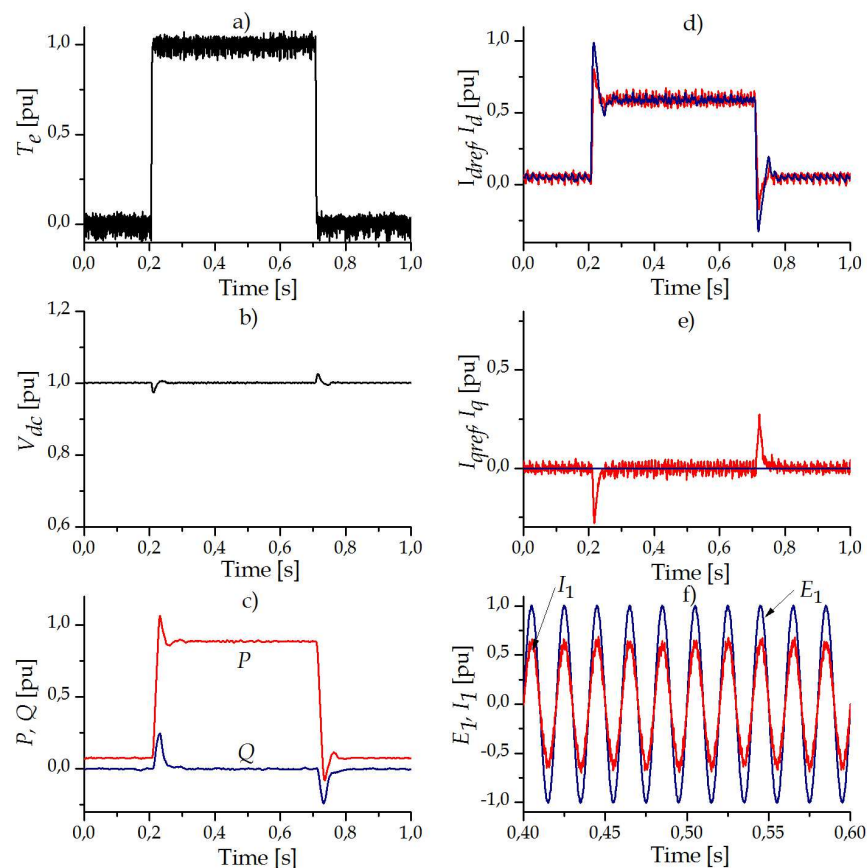 a)
T_e [pu]
1,0
0,5
0,0
0,0 0,2 0,4 0,6 0,8 1,0
Time [s]
b)
V_dc [pu]
1,2
1,0
0,8
0,6
0,0 0,2 0,4 0,6 0,8 1,0
Time [s]
c)
P, Q [pu]
1,0
0,5
0,0
P
Q
0,0 0,2 0,4 0,6 0,8 1,0
Time [s]
d)
I_dref, I_d [pu]
1,0
0,5
0,0
0,0 0,2 0,4 0,6 0,8 1,0
Time [s]
e)
I_qref, I_q [pu]
0,5
0,0
0,0 0,2 0,4 0,6 0,8 1,0
Time [s]
f)
I_1
E_1
E_1, I_1 [pu]
1,0
0,5
0,0
-0,5
-1,0
0,40 0,45 0,50 0,55 0,60
Time [s]